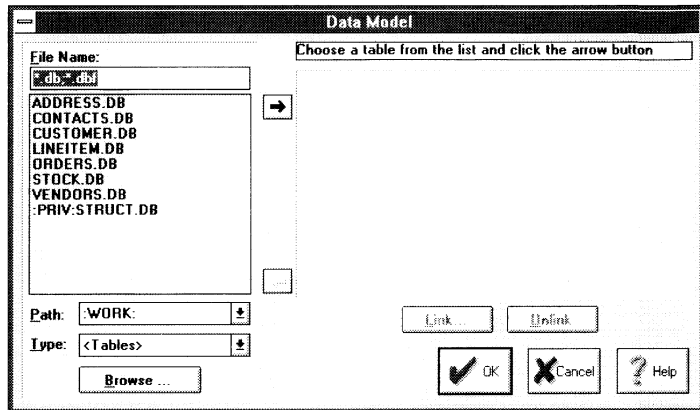 Data Model
File Name:
*.db;*.dbf
ADDRESS.DB
CONTACTS.DB
CUSTOMER.DB
LINEITEM.DB
ORDERS.DB
STOCK.DB
VENDORS.DB
:PRIV:STRUCT.DB
Path: :WORK:
Type: <Tables>
Browse ...
Choose a table from the list and click the arrow button
...
Link...
Unlink
OK
Cancel
? Help